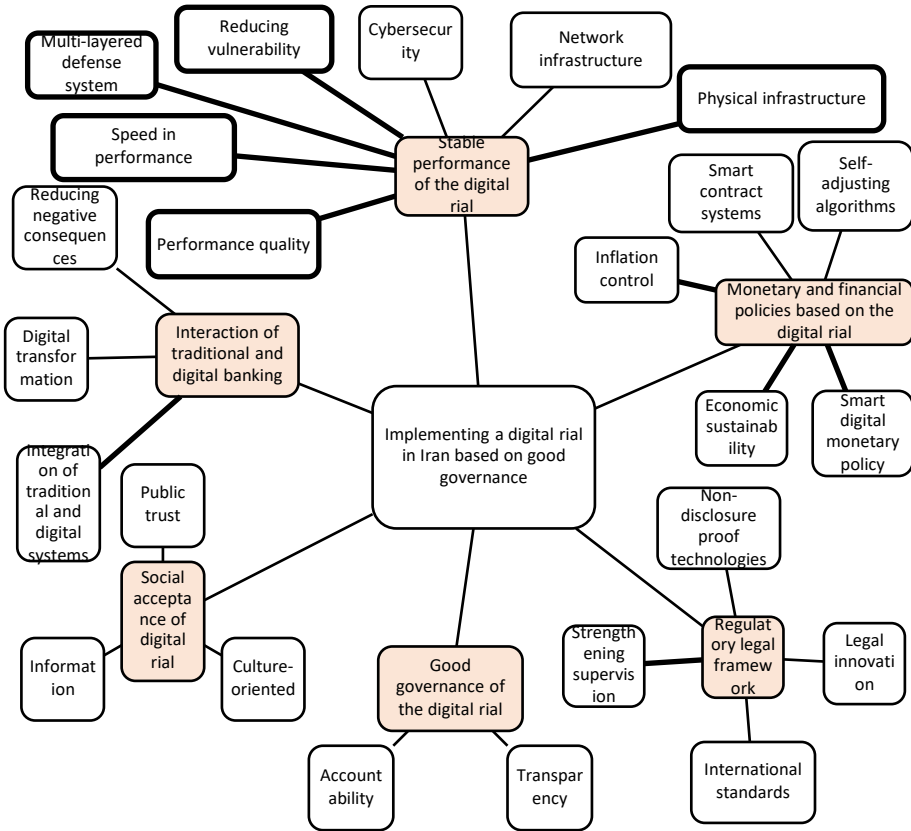 Multi-layered
defense
system
Reducing
vulnerability
Cybersecur
ity
Network
infrastructure
Physical infrastructure
Speed in
performance
Stable
performance
of the digital
rial
Performance quality
Reducing
negative
consequen
ces
Smart
contract
systems
Self-
adjusting
algorithms
Inflation
control
Monetary and financial
policies based on the
digital rial
Digital
transfor
mation
Interaction of
traditional and
digital banking
Economic
sustainab
ility
Smart
digital
monetary
policy
Implementing a digital rial
in Iran based on good
governance
Integrati
on of
tradition
al and
digital
systems
Public
trust
Non-
disclosure
proof
technologies
Social
accepta
nce of
digital
rial
Informat
ion
Culture-
oriented
Good
governance of
the digital rial
Strength
ening
supervis
ion
Regulat
ory legal
framew
ork
Legal
innovati
on
Account
ability
Transpar
ency
International
standards